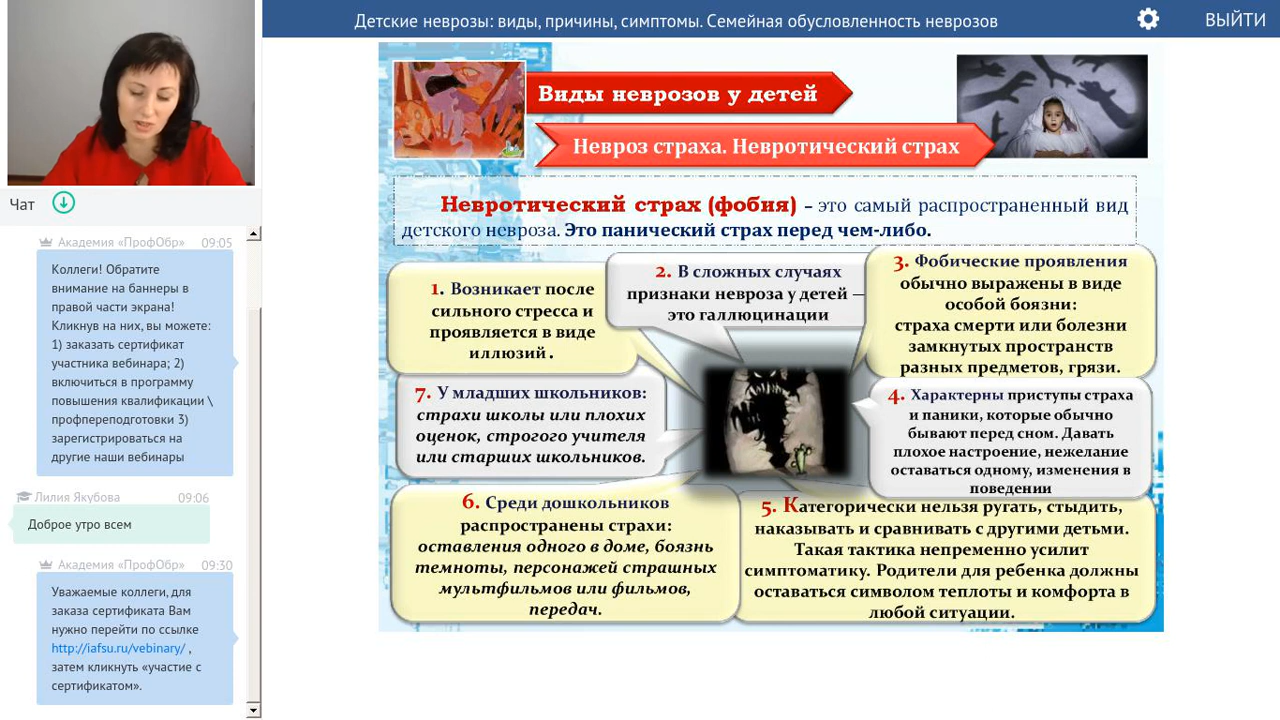 Детские неврозы: виды, причины, симптомы. Семейная обусловленность неврозов
ВЫЙТИ
Чат
Академия «ПрофОбр» 09:05
Коллеги! Обратите
внимание на баннеры в
правой части экрана!
Кликнув на них, вы можете:
1) заказать сертификат
участника вебинара; 2)
включиться в программу
повышения квалификации \
профпереподготовки 3)
зарегистрироваться на
другие наши вебинары
Лилия Якубова 09:06
Доброе утро всем
Академия «ПрофОбр» 09:30
Уважаемые коллеги, для
заказа сертификата Вам
нужно перейти по ссылке
http://iafsu.ru/vebinary/ ,
затем кликнуть «участие с
сертификатом».
Виды неврозов у детей
Невроз страха. Невротический страх
Невротический страх (фобия) – это самый распространенный вид
детского невроза. Это панический страх перед чем-либо.
1. Возникает после
сильного стресса и
проявляется в виде
иллюзий.
2. В сложных случаях
признаки невроза у детей —
это галлюцинации
3. Фобические проявления
обычно выражены в виде
особой боязни:
страха смерти или болезни
замкнутых пространств
разных предметов, грязи.
7. У младших школьников:
страхи школы или плохих
оценок, строгого учителя
или старших школьников.
4. Характерны приступы страха
и паники, которые обычно
бывают перед сном. Давать
плохое настроение, нежелание
оставаться одному, изменения в
поведении
6. Среди дошкольников
распространены страхи:
оставления одного в доме, боязнь
темноты, персонажей страшных
мультфильмов или фильмов,
передач.
5. Категорически нельзя ругать, стыдить,
наказывать и сравнивать с другими детьми.
Такая тактика непременно усилит
симптоматику. Родители для ребенка должны
оставаться символом теплоты и комфорта в
любой ситуации.